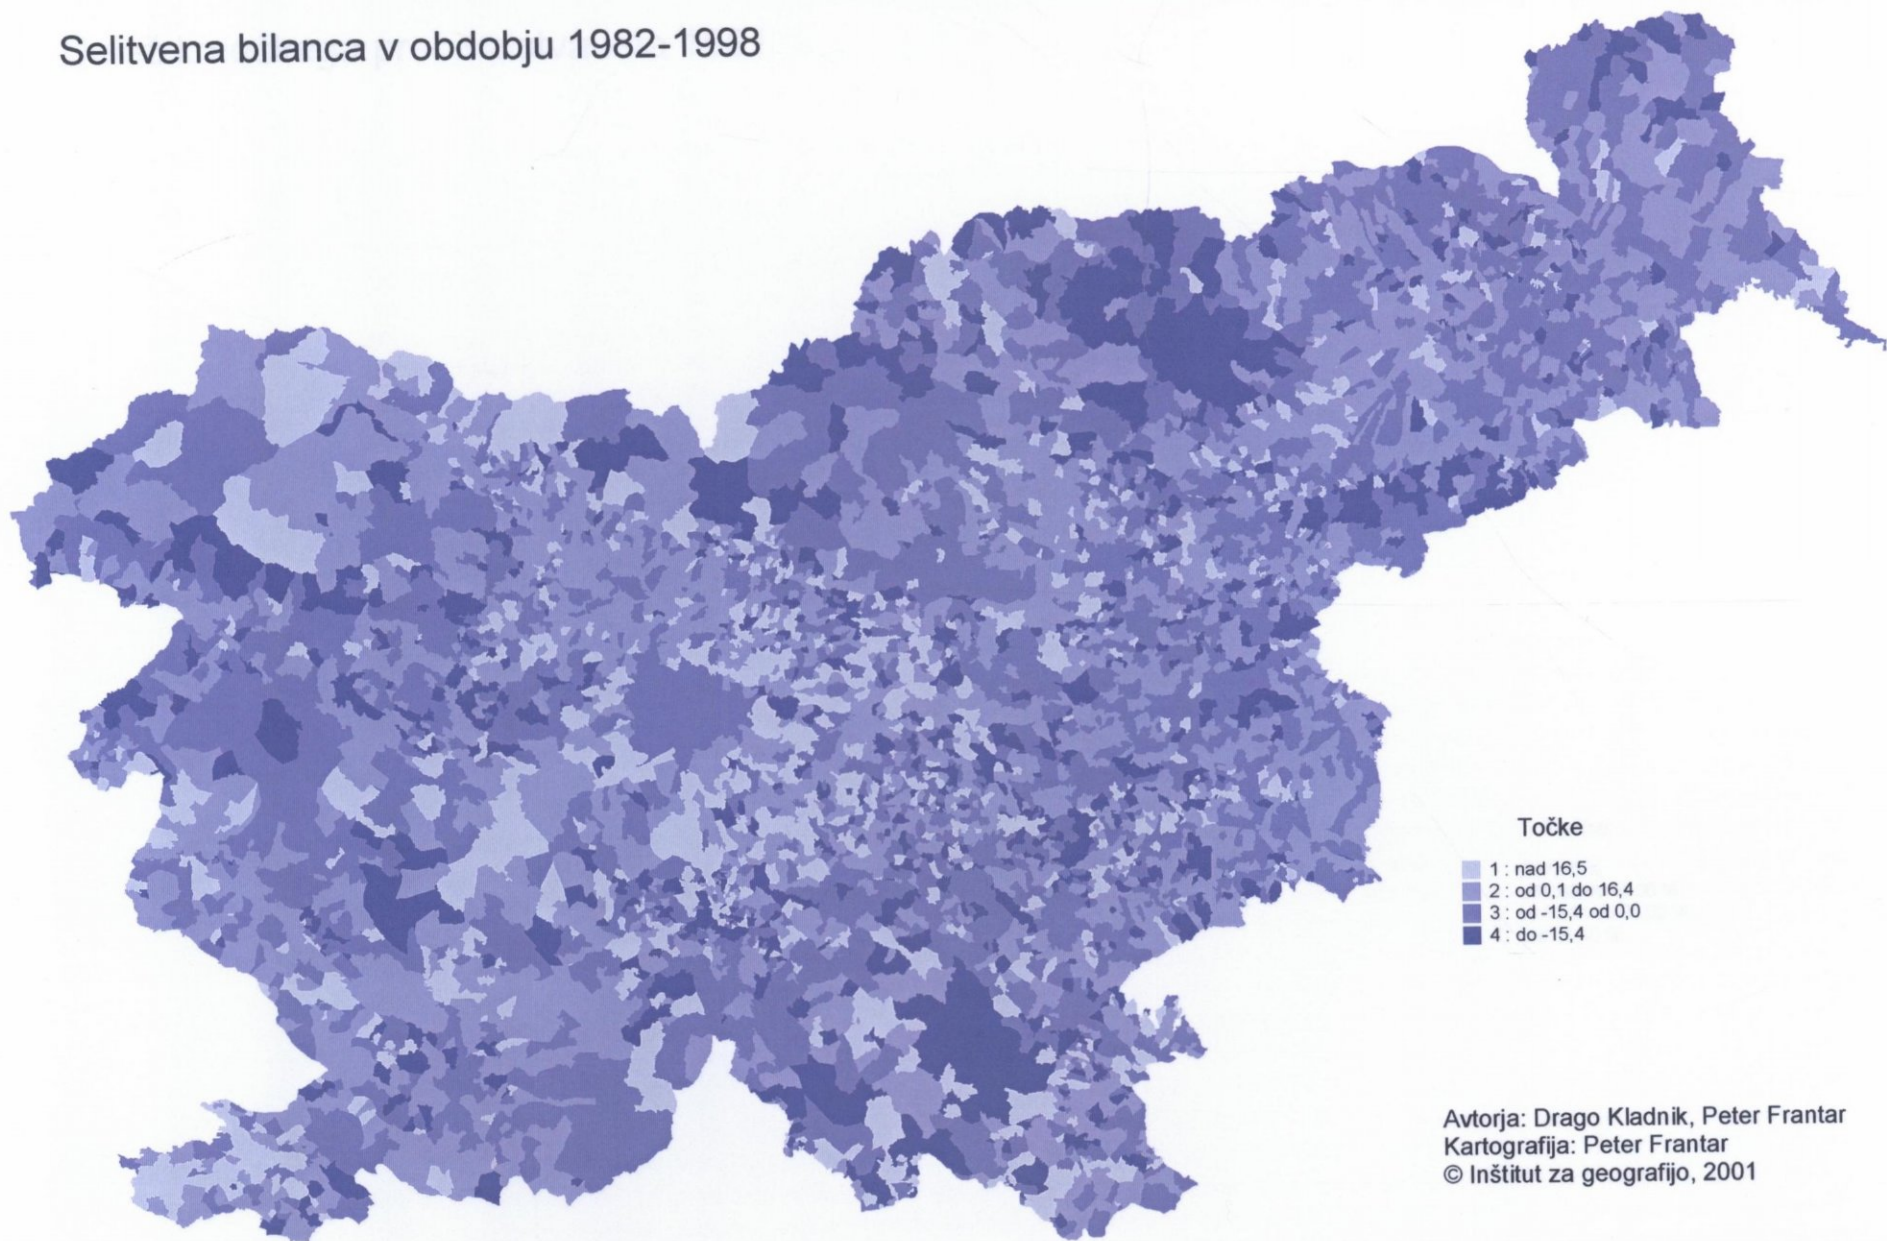 Selitvena bilanca v obdobju 1982-1998
Točke
1 : nad 16,5
2 : od 0,1 do 16,4
3 : od -15,4 od 0,0
4 : do -15,4
Avtorja: Drago Kladnik, Peter Frantar
Kartografija: Peter Frantar
© Inštitut za geografijo, 2001